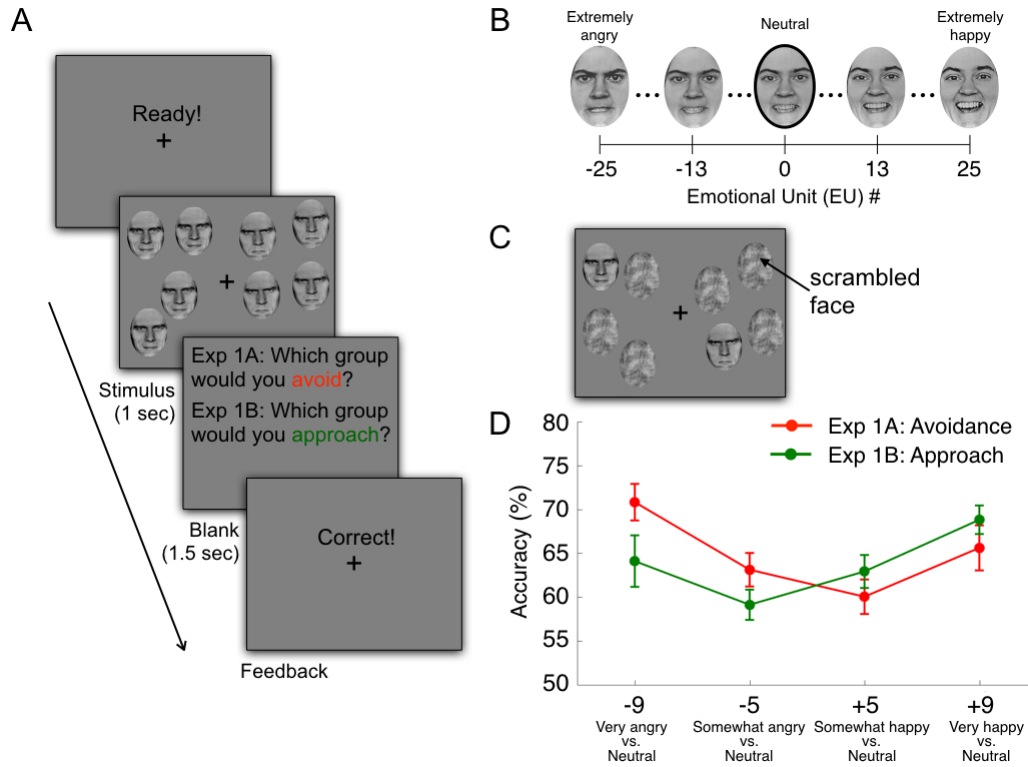 A
Ready!
+
+
Stimulus
(1 sec)
Exp 1A: Which group
would you avoid?
Exp 1B: Which group
would you approach?
Blank
(1.5 sec)
Correct!
+
Feedback
B
Extremely
angry
Neutral
Extremely
happy
-25 -13 0 13 25
Emotional Unit (EU) #
C
+
scrambled
face
D
Exp 1A: Avoidance
Exp 1B: Approach
Accuracy (%)
80
75
70
65
60
55
50
-9 -5 +5 +9
Very angry
vs.
Neutral
Somewhat angry
vs.
Neutral
Somewhat happy
vs.
Neutral
Very happy
vs.
Neutral